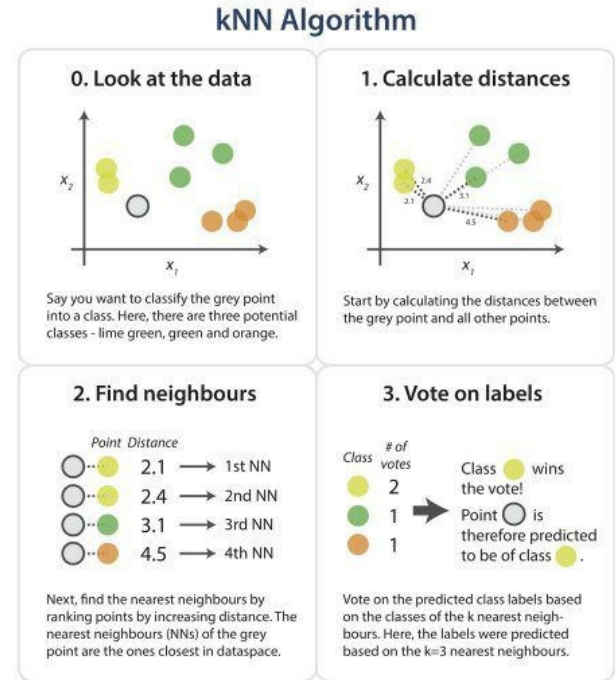 kNN Algorithm
0. Look at the data
X2
X1
Say you want to classify the grey point
into a class. Here, there are three potential
classes - lime green, green and orange.
1. Calculate distances
X2
2.4
2.1
3.1
4.5
X1
Start by calculating the distances between
the grey point and all other points.
2. Find neighbours
Point Distance
2.1 → 1st NN
2.4 → 2nd NN
3.1 → 3rd NN
4.5 → 4th NN
Next, find the nearest neighbours by
ranking points by increasing distance. The
nearest neighbours (NNs) of the grey
point are the ones closest in dataspace.
3. Vote on labels
Class # of
votes
2
1
1
Class wins
the vote!
Point is
therefore predicted
to be of class .
Vote on the predicted class labels based
on the classes of the k nearest neigh-
bours. Here, the labels were predicted
based on the k=3 nearest neighbours.